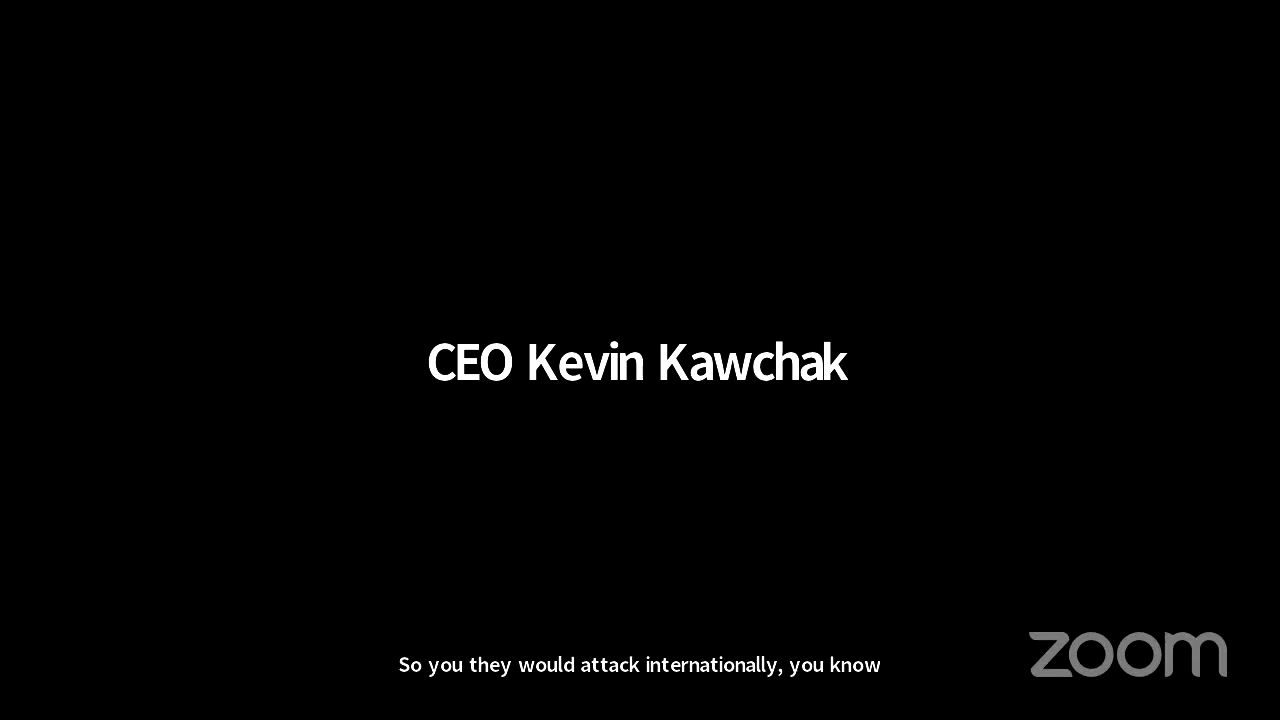 CEO Kevin Kawchak
So you they would attack internationally, you know
zoom